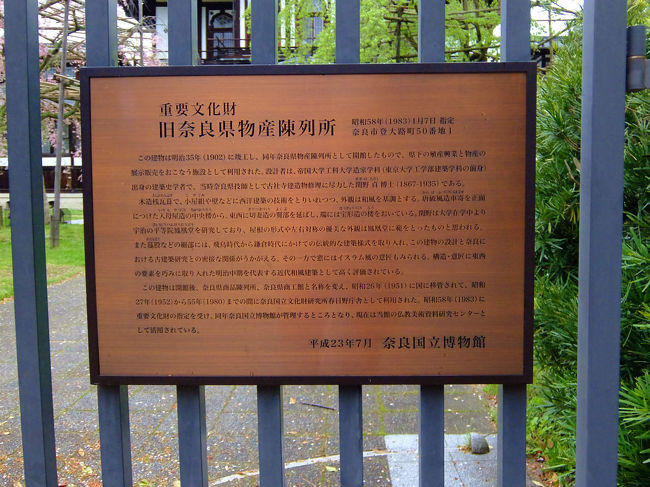 重要文化財
旧奈良県物産陳列所
昭和58年(1983)1月7日 指定
奈良市登大路町50番地1
この建物は明治35年(1902)に竣工し、同年奈良県物産陳列所として開館したもので、県下の殖産興業と物産の
展示販売をおこなう施設として利用された。設計者は、帝国大学工科大学造家学科(東京大学工学部建築学科の前身)
出身の建築史学者で、当時奈良県技師として古社寺建造物修理に尽力した関野貞博士(1867-1935)である。
木造桟瓦葺で、小屋組や壁などに西洋建築の技術をとりいれつつ、外観は和風を基調とする。唐破風造車寄を正面
につけた入母屋造の中央楼から、東西に切妻造の翼部を延ばし、端には宝形造の楼をおいている。関野は大学在学中より
宇治の平等院鳳凰堂を研究しており、屋根の形式や左右対称の優美な外観は鳳凰堂に範をとったものと思われる。
また蟇股などの細部には、飛鳥時代から鎌倉時代にかけての伝統的な建築様式を取り入れ、この建物の設計と奈良に
おける古建築研究との密接な関係がうかがえる。その一方で窓にはイスラム風の意匠もみられる。構造・意匠に東西
の要素を巧みに取り入れた明治中期を代表する近代和風建築として高く評価されている。
この建物は開館後、奈良県商品陳列所、奈良県商工館と名称を変え、昭和26年(1951)に国に移管されて、昭和
27年(1952)から55年(1980)までの間に奈良国立文化財研究所春日野庁舎として利用された。昭和58年(1983)に
重要文化財の指定を受け、同年奈良国立博物館が管理するところとなり、現在は当館の仏教美術資料研究センターと
して活用されている。
平成23年7月 奈良国立博物館